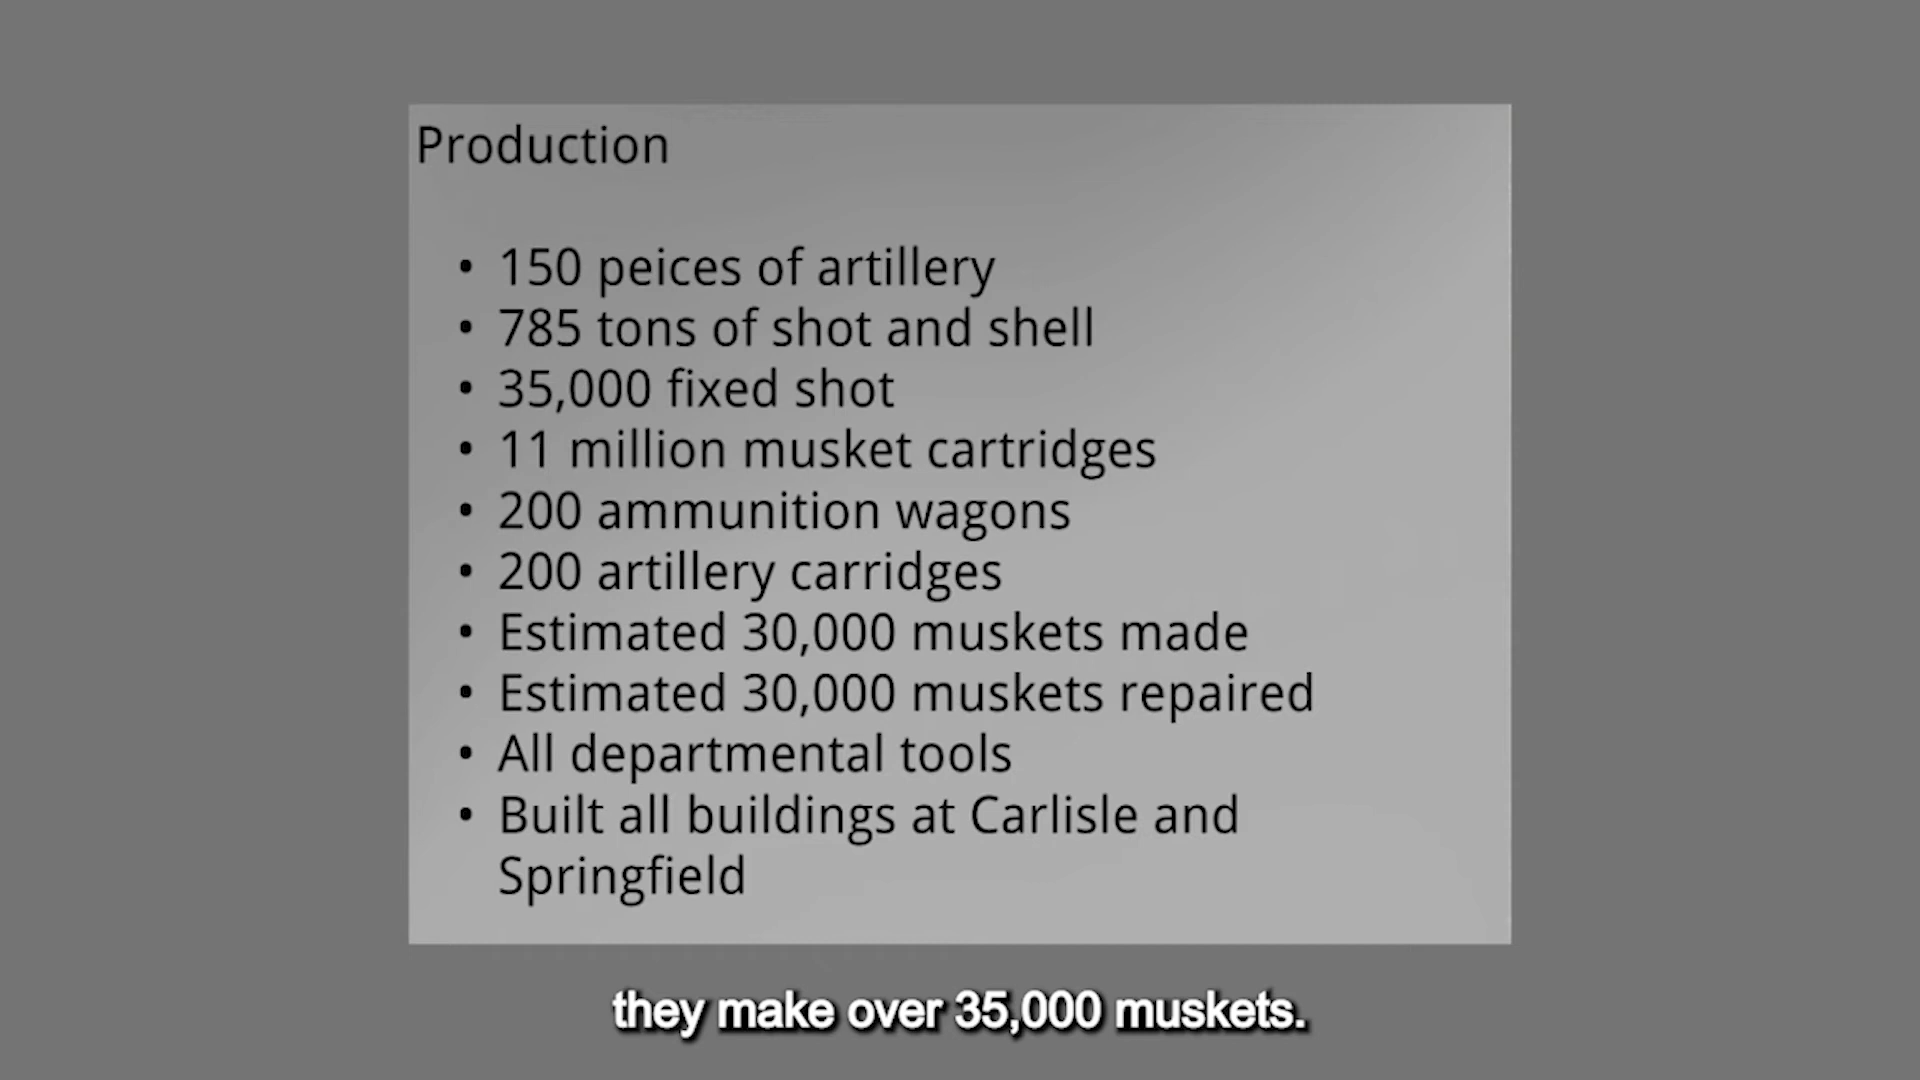 Production
• 150 peices of artillery
• 785 tons of shot and shell
• 35,000 fixed shot
• 11 million musket cartridges
• 200 ammunition wagons
• 200 artillery carridges
• Estimated 30,000 muskets made
• Estimated 30,000 muskets repaired
• All departmental tools
• Built all buildings at Carlisle and
Springfield
they make over 35,000 muskets.